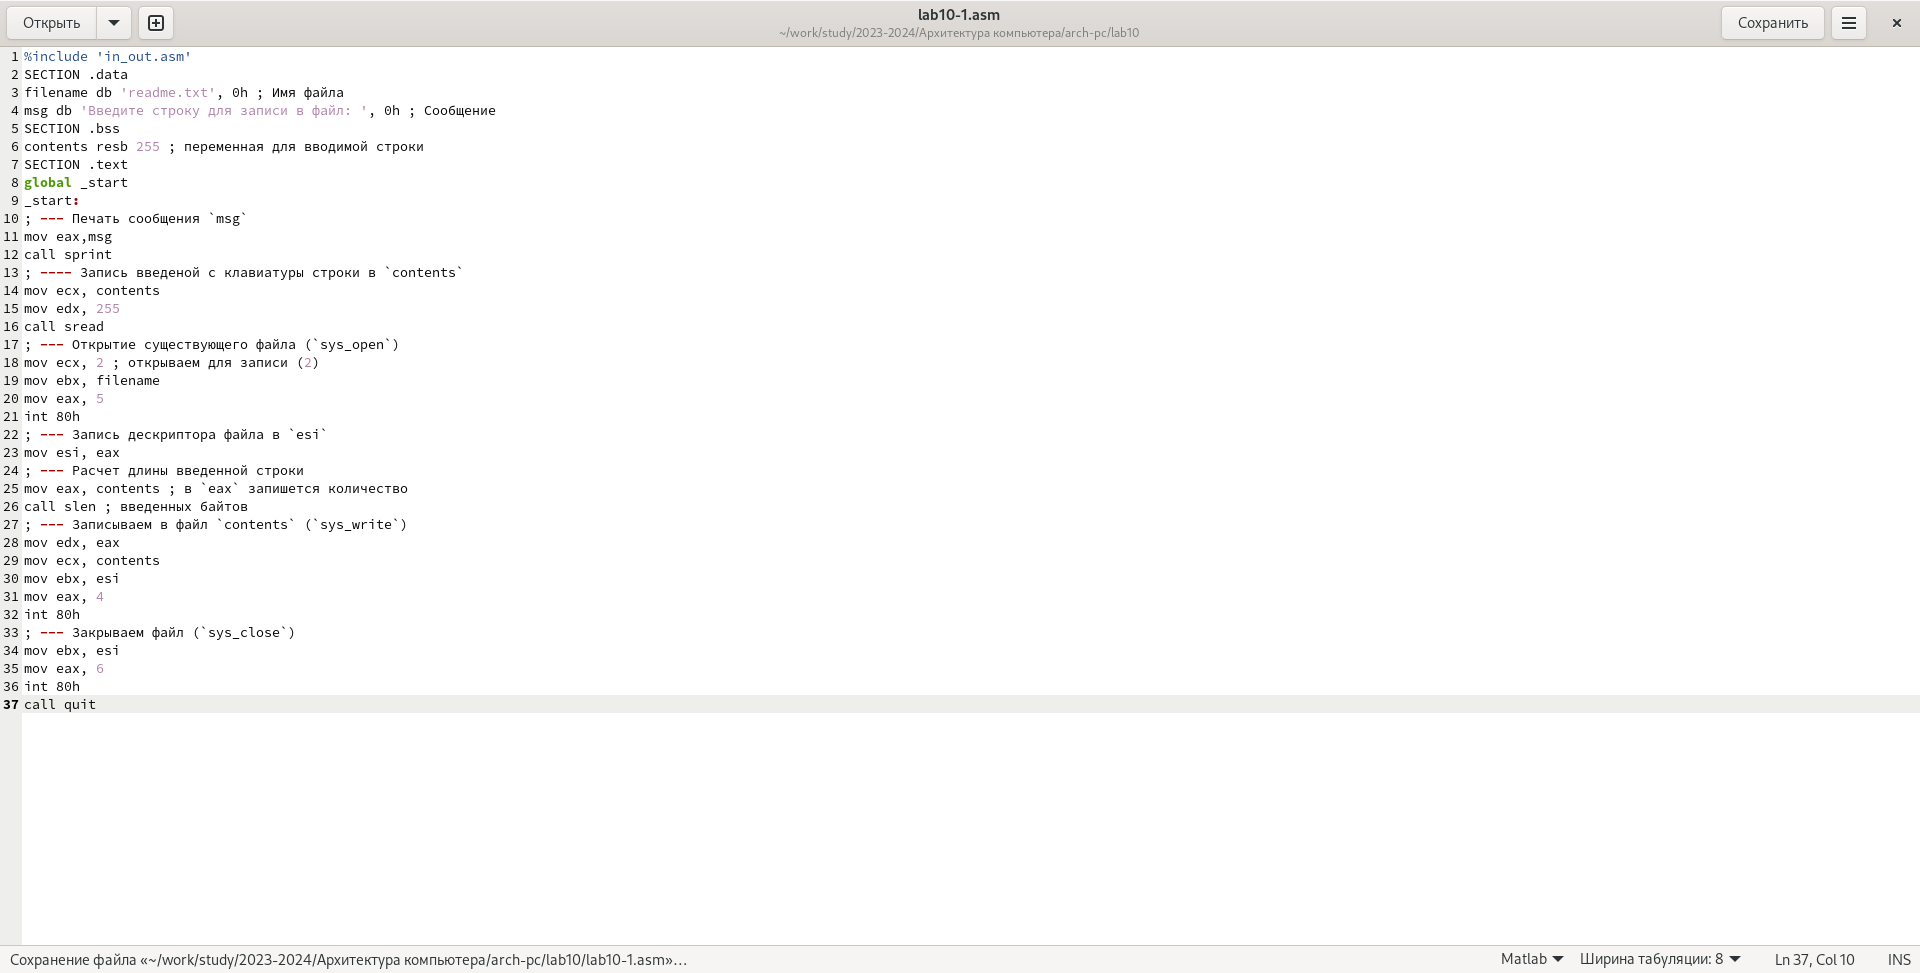 Открыть
lab10-1.asm
~/work/study/2023-2024/Архитектура компьютера/arch-pc/lab10
Сохранить
1 %include 'in_out.asm'
2 SECTION .data
3 filename db 'readme.txt', 0h ; Имя файла
4 msg db 'Введите строку для записи в файл: ', 0h ; Сообщение
5 SECTION .bss
6 contents resb 255 ; переменная для вводимой строки
7 SECTION .text
8 global _start
9 _start:
10 ; --- Печать сообщения `msg`
11 mov eax,msg
12 call sprint
13 ; ---- Запись введеной с клавиатуры строки в `contents`
14 mov ecx, contents
15 mov edx, 255
16 call sread
17 ; --- Открытие существующего файла (`sys_open`)
18 mov ecx, 2 ; открываем для записи (2)
19 mov ebx, filename
20 mov eax, 5
21 int 80h
22 ; --- Запись дескриптора файла в `esi`
23 mov esi, eax
24 ; --- Расчет длины введенной строки
25 mov eax, contents ; в `eax` запишется количество
26 call slen ; введенных байтов
27 ; --- Записываем в файл `contents` (`sys_write`)
28 mov edx, eax
29 mov ecx, contents
30 mov ebx, esi
31 mov eax, 4
32 int 80h
33 ; --- Закрываем файл (`sys_close`)
34 mov ebx, esi
35 mov eax, 6
36 int 80h
37 call quit
Сохранение файла «~/work/study/2023-2024/Архитектура компьютера/arch-pc/lab10/lab10-1.asm»…
Matlab
Ширина табуляции: 8
Ln 37, Col 10
INS